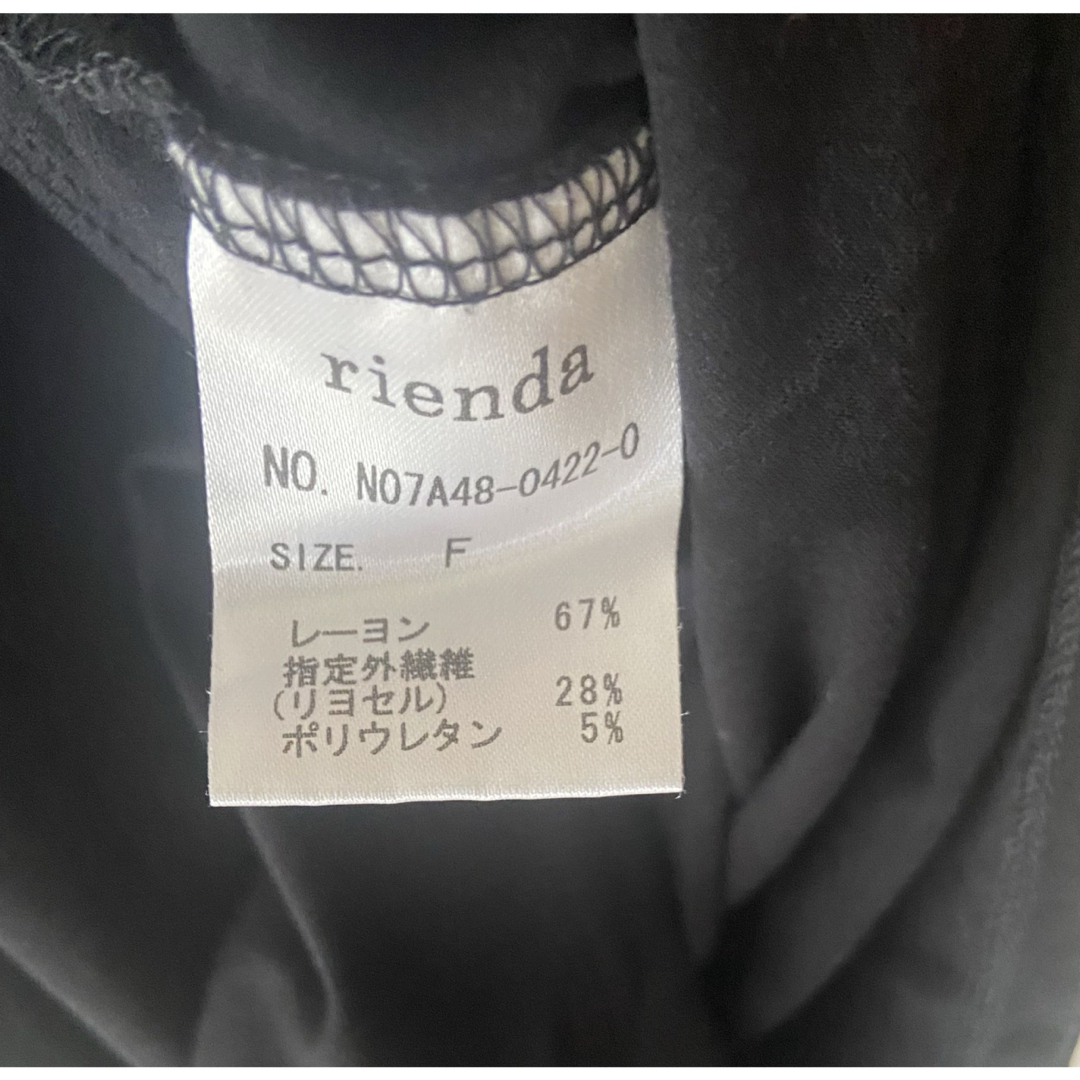 rienda
NO. N07A48-0422-0
SIZE. F
レーヨン 67%
指定外繊維
(リヨセル) 28%
ポリウレタン 5%